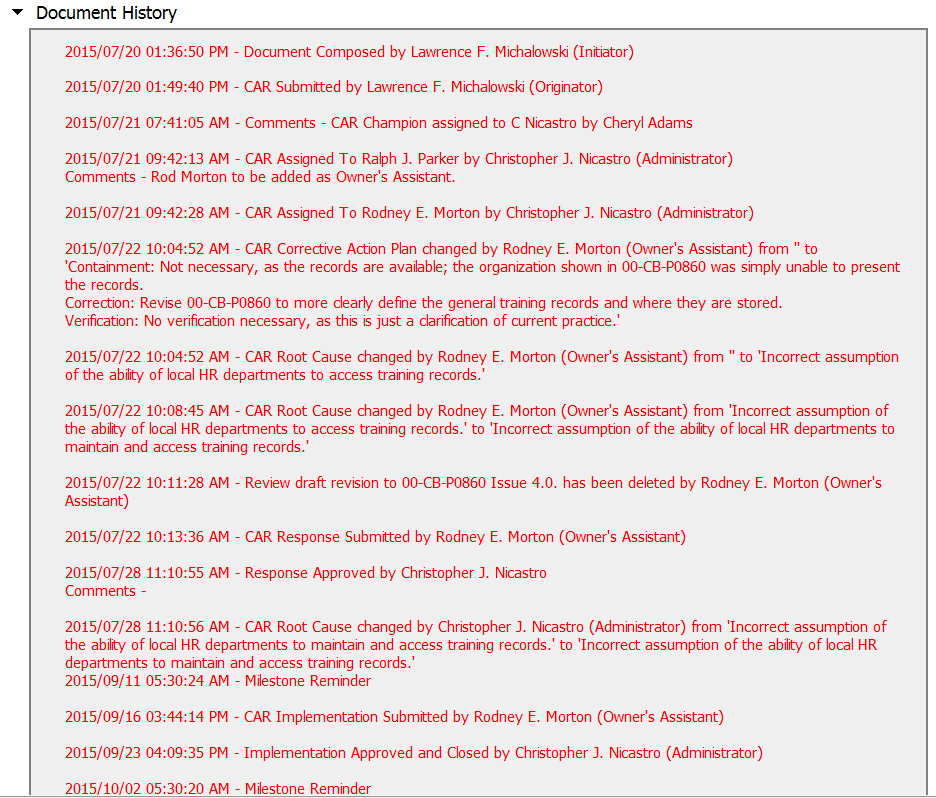 Document History
2015/07/20 01:36:50 PM - Document Composed by Lawrence F. Michalowski (Initiator)
2015/07/20 01:49:40 PM - CAR Submitted by Lawrence F. Michalowski (Originator)
2015/07/21 07:41:05 AM - Comments - CAR Champion assigned to C Nicastro by Cheryl Adams
2015/07/21 09:42:13 AM - CAR Assigned To Ralph J. Parker by Christopher J. Nicastro (Administrator)
Comments - Rod Morton to be added as Owner's Assistant.
2015/07/21 09:42:28 AM - CAR Assigned To Rodney E. Morton by Christopher J. Nicastro (Administrator)
2015/07/22 10:04:52 AM - CAR Corrective Action Plan changed by Rodney E. Morton (Owner's Assistant) from '' to
'Containment: Not necessary, as the records are available; the organization shown in 00-CB-P0860 was simply unable to present
the records.
Correction: Revise 00-CB-P0860 to more clearly define the general training records and where they are stored.
Verification: No verification necessary, as this is just a clarification of current practice.'
2015/07/22 10:04:52 AM - CAR Root Cause changed by Rodney E. Morton (Owner's Assistant) from '' to 'Incorrect assumption
of the ability of local HR departments to access training records.'
2015/07/22 10:08:45 AM - CAR Root Cause changed by Rodney E. Morton (Owner's Assistant) from 'Incorrect assumption of
the ability of local HR departments to access training records.' to 'Incorrect assumption of the ability of local HR departments to
maintain and access training records.'
2015/07/22 10:11:28 AM - Review draft revision to 00-CB-P0860 Issue 4.0. has been deleted by Rodney E. Morton (Owner's
Assistant)
2015/07/22 10:13:36 AM - CAR Response Submitted by Rodney E. Morton (Owner's Assistant)
2015/07/28 11:10:55 AM - Response Approved by Christopher J. Nicastro
Comments -
2015/07/28 11:10:56 AM - CAR Root Cause changed by Christopher J. Nicastro (Administrator) from 'Incorrect assumption of
the ability of local HR departments to maintain and access training records.' to 'Incorrect assumption of the ability of local HR
departments to maintain and access training records.'
2015/09/11 05:30:24 AM - Milestone Reminder
2015/09/16 03:44:14 PM - CAR Implementation Submitted by Rodney E. Morton (Owner's Assistant)
2015/09/23 04:09:35 PM - Implementation Approved and Closed by Christopher J. Nicastro (Administrator)
2015/10/02 05:30:20 AM - Milestone Reminder